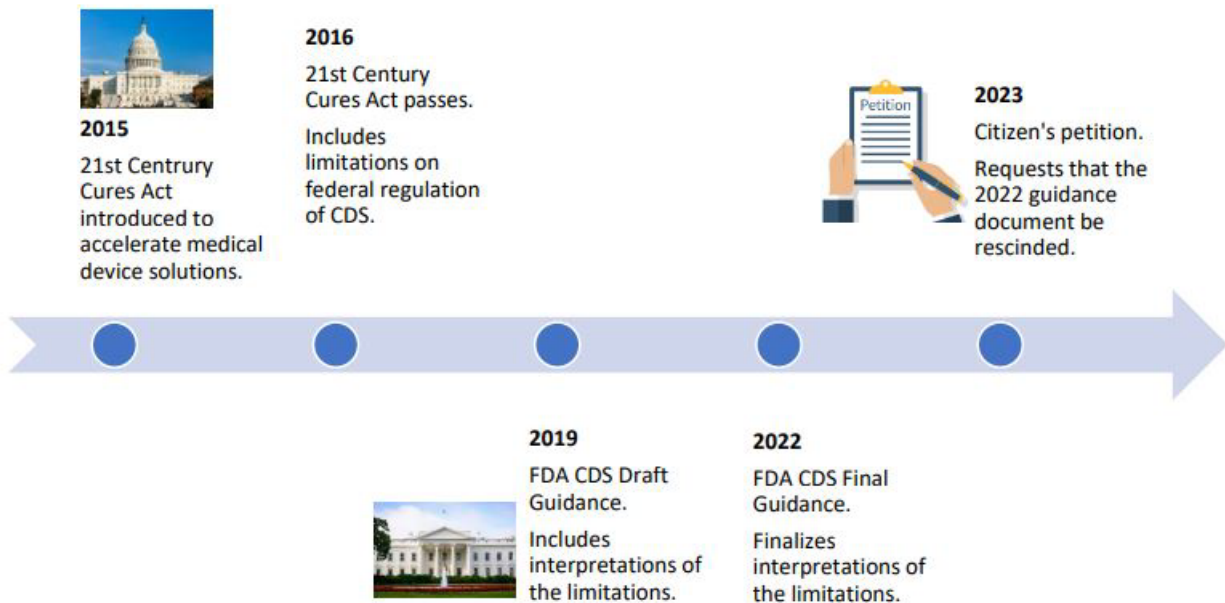 2015
21st Centrury
Cures Act
introduced to
accelerate medical
device solutions.
2016
21st Century
Cures Act passes.
Includes
limitations on
federal regulation
of CDS.
2019
FDA CDS Draft
Guidance.
Includes
interpretations of
the limitations.
2022
FDA CDS Final
Guidance.
Finalizes
interpretations of
the limitations.
Petition
2023
Citizen's petition.
Requests that the
2022 guidance
document be
rescinded.